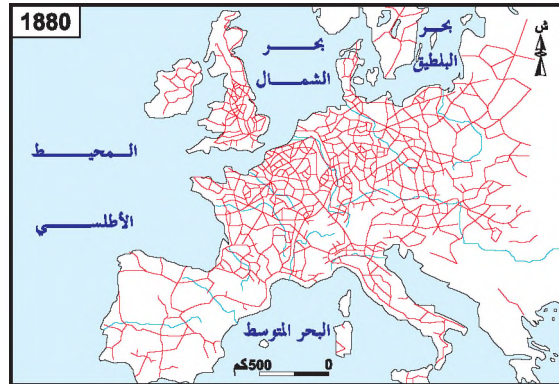 1880
بحر
الشمال
بحر
البلطيق
ش
المحيط
الأطلسي
البحر المتوسط
0 500كم